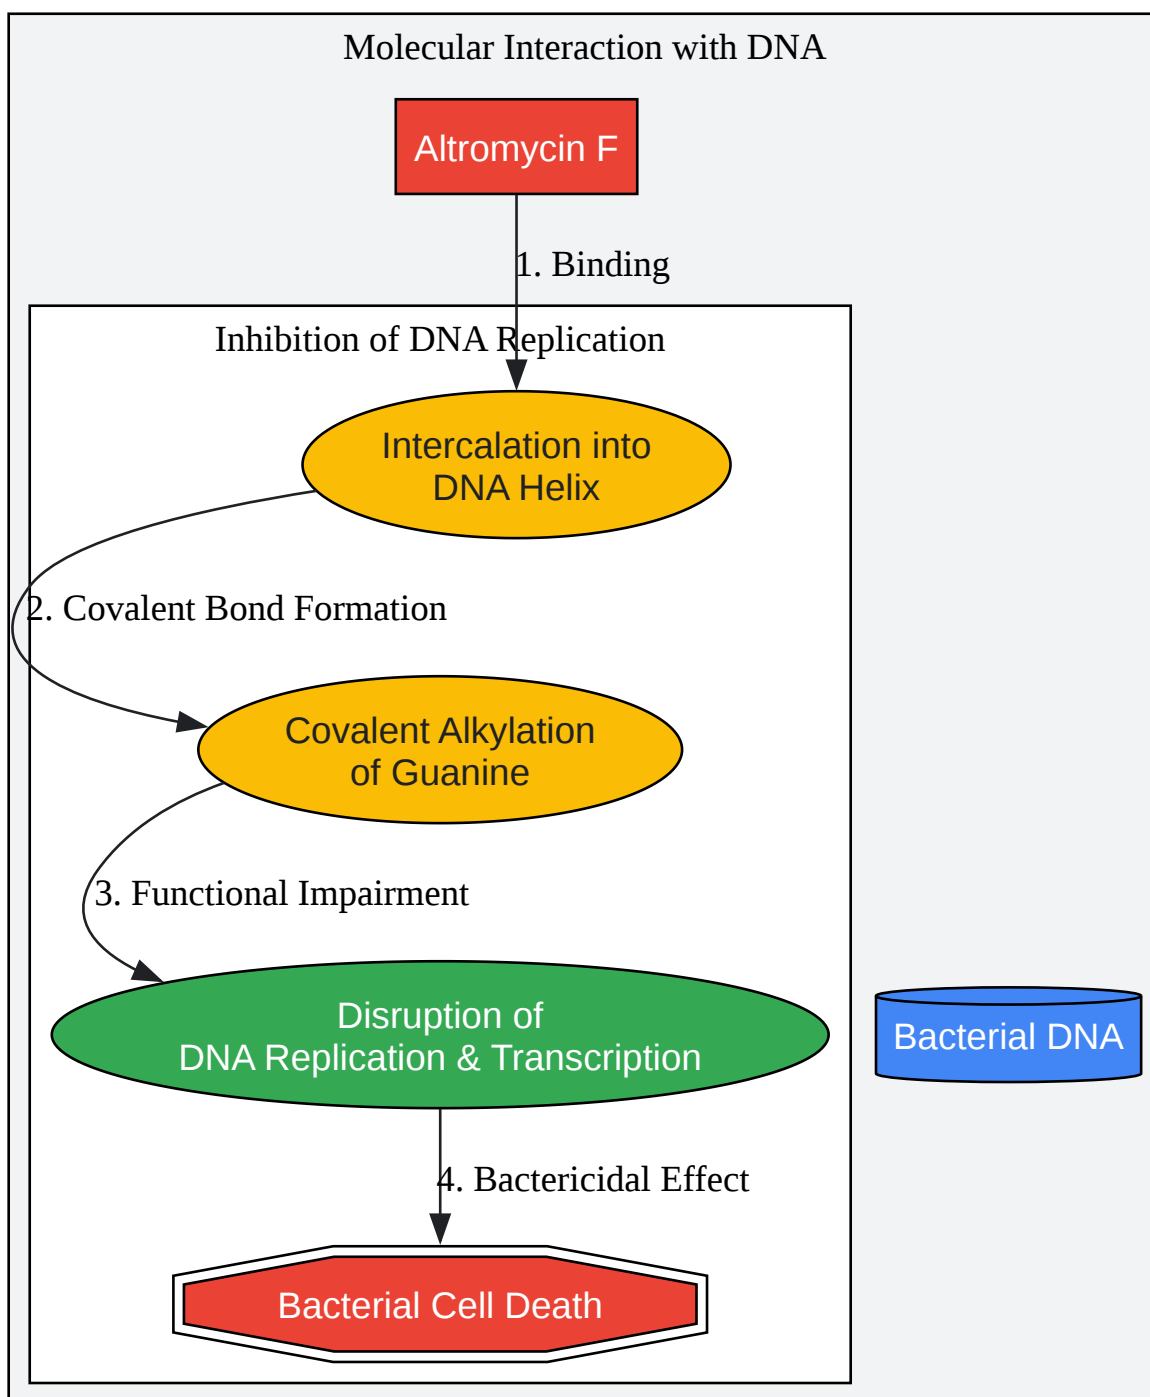 Molecular Interaction with DNA
Altromycin F
1. Binding
Inhibition of DNA Replication
Intercalation into
DNA Helix
2. Covalent Bond Formation
Covalent Alkylation
of Guanine
3. Functional Impairment
Disruption of
DNA Replication & Transcription
Bacterial DNA
4. Bactericidal Effect
Bacterial Cell Death